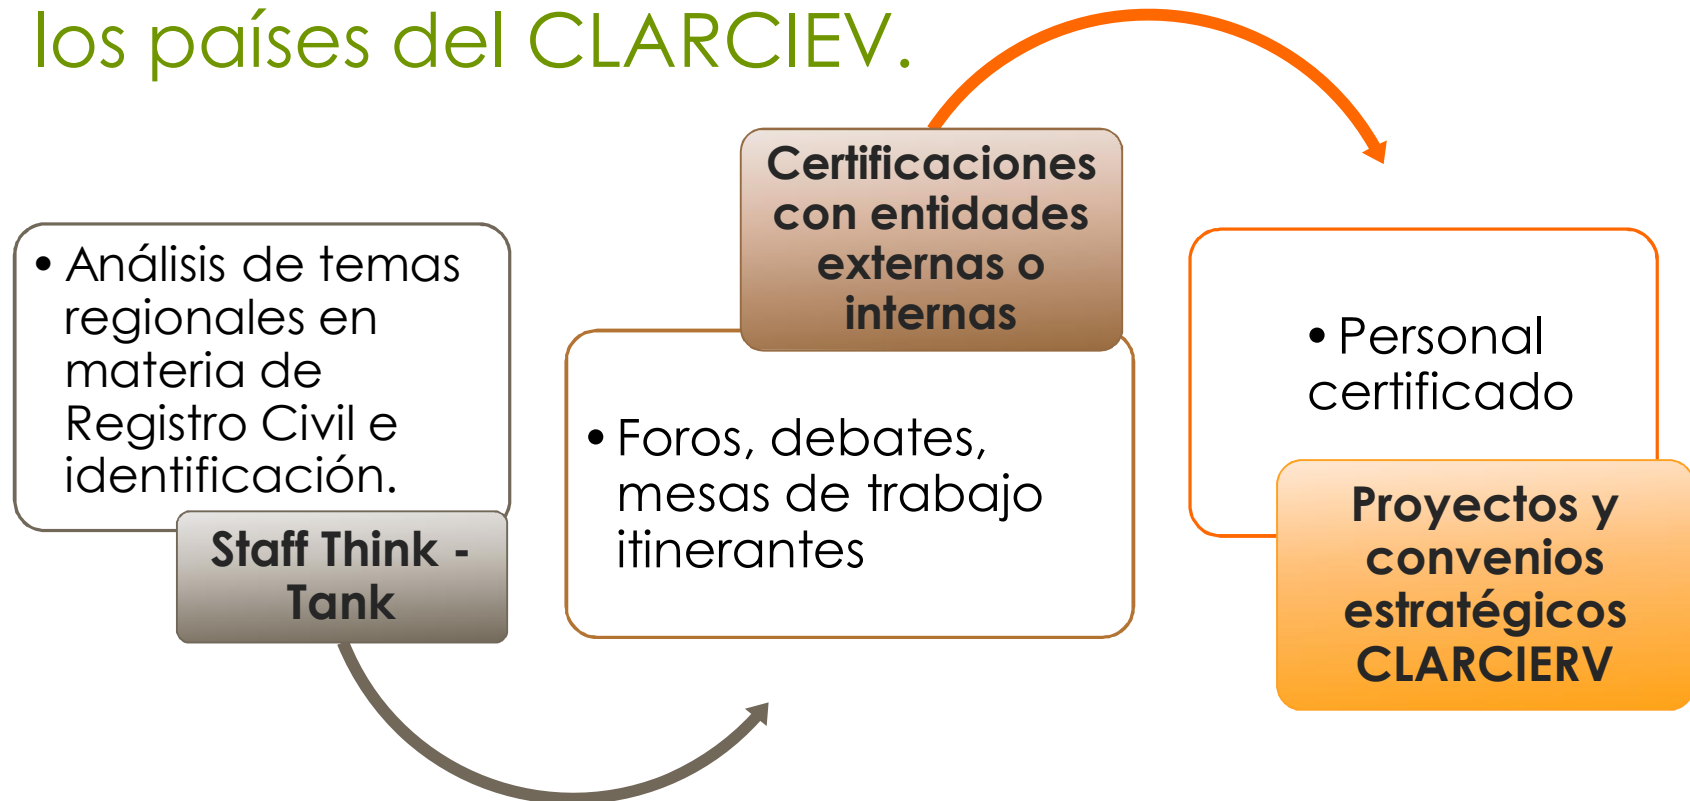 los países del CLARCIEV.
• Análisis de temas
regionales en
materia de
Registro Civil e
identificación.
Staff Think -
Tank
Certificaciones
con entidades
externas o
internas
• Foros, debates,
mesas de trabajo
itinerantes
• Personal
certificado
Proyectos y
convenios
estratégicos
CLARCIERV